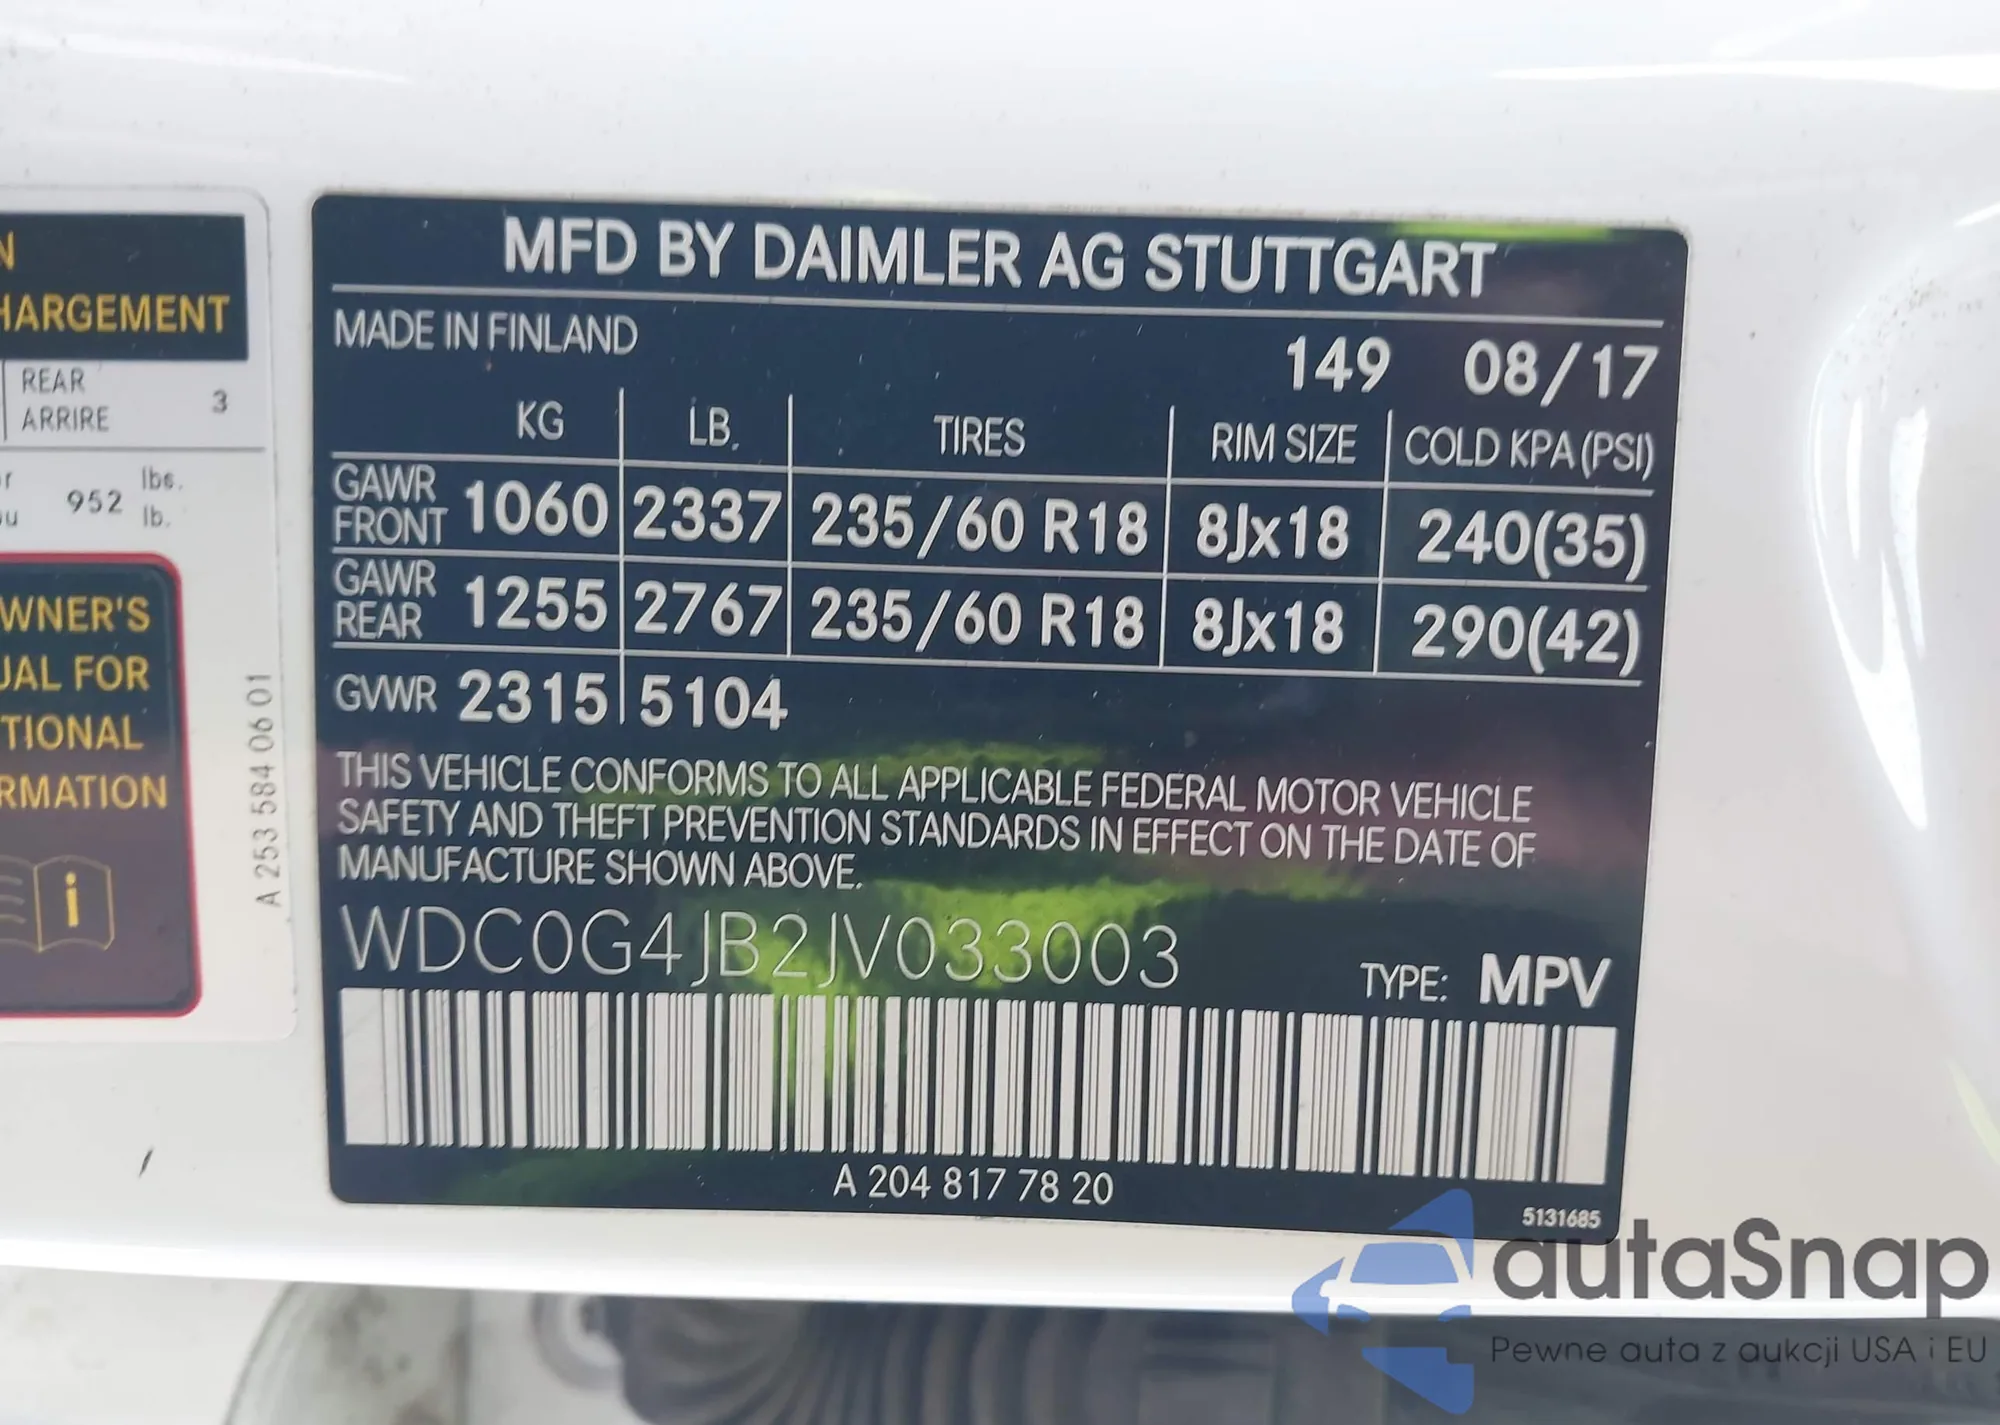 N
HARGEMENT
REAR
ARRIRE
3
952
lbs.
lb.
WNER'S
UAL FOR
TIONAL
RMATION
i
A 253 584 06 01
MFD BY DAIMLER AG STUTTGART
MADE IN FINLAND
149 08/17
KG LB. TIRES RIM SIZE COLD KPA (PSI)
GAWR
FRONT 1060 2337 235/60 R18 8Jx18 240(35)
GAWR
REAR 1255 2767 235/60 R18 8Jx18 290(42)
GVWR 2315 5104
THIS VEHICLE CONFORMS TO ALL APPLICABLE FEDERAL MOTOR VEHICLE
SAFETY AND THEFT PREVENTION STANDARDS IN EFFECT ON THE DATE OF
MANUFACTURE SHOWN ABOVE.
WDC0G4JB2JV033003
TYPE: MPV
A 204 817 78 20
5131685
autaSnap
Pewne auta z aukcji USA i EU